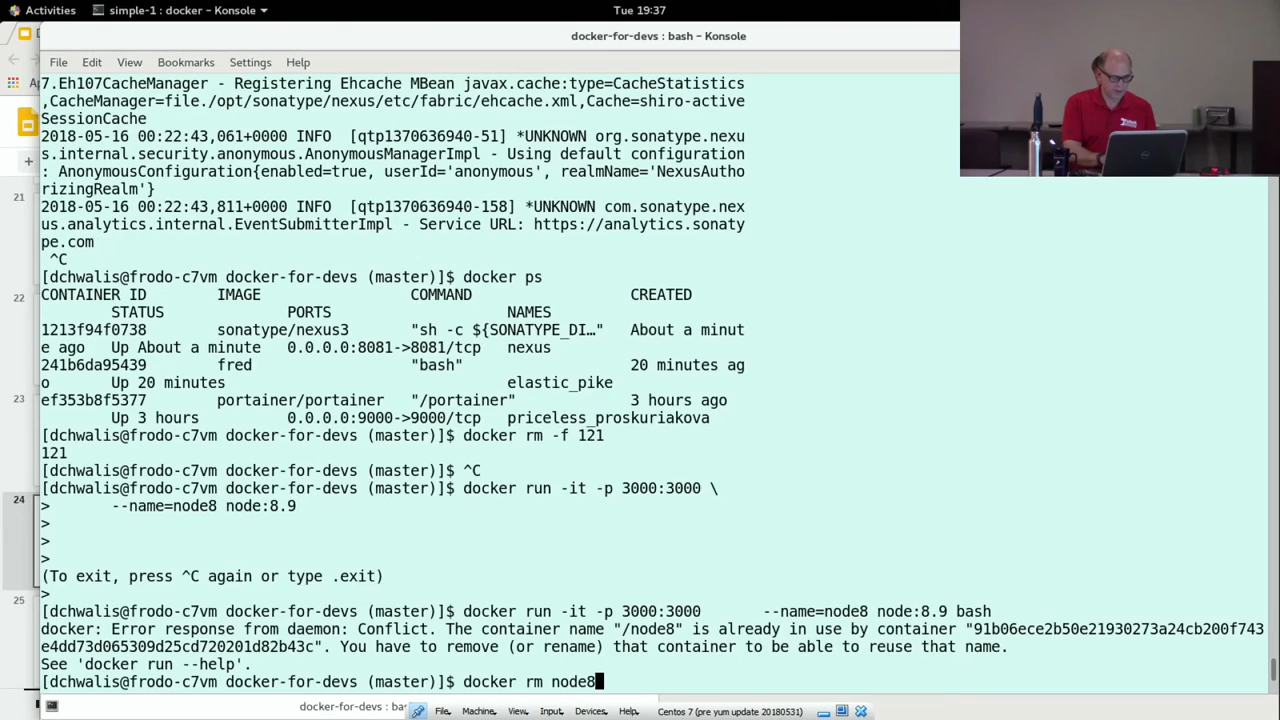 Activities
simple-1 : docker - Konsole
Tue 19:37
docker-for-devs : bash - Konsole
File Edit View Bookmarks Settings Help
7.Eh107CacheManager - Registering Ehcache MBean javax.cache:type=CacheStatistics
,CacheManager=file./opt/sonatype/nexus/etc/fabric/ehcache.xml,Cache=shiro-active
SessionCache
2018-05-16 00:22:43,061+0000 INFO  [qtp1370636940-51] *UNKNOWN org.sonatype.nexu
s.internal.security.anonymous.AnonymousManagerImpl - Using default configuration
: AnonymousConfiguration{enabled=true, userId='anonymous', realmName='NexusAutho
rizingRealm'}
2018-05-16 00:22:43,811+0000 INFO  [qtp1370636940-158] *UNKNOWN com.sonatype.nex
us.analytics.internal.EventSubmitterImpl - Service URL: https://analytics.sonaty
pe.com
^C
[dchwalis@frodo-c7vm docker-for-devs (master)]$ docker ps
CONTAINER ID        IMAGE                 COMMAND                  CREATED
STATUS              PORTS                    NAMES
1213f94f0738        sonatype/nexus3       "sh -c ${SONATYPE_DI…"   About a minut
e ago   Up About a minute   0.0.0.0:8081->8081/tcp   nexus
241b6da95439        fred                  "bash"                   20 minutes ag
o       Up 20 minutes                                elastic_pike
ef353b8f5377        portainer/portainer   "/portainer"             3 hours ago
Up 3 hours          0.0.0.0:9000->9000/tcp   priceless_proskuriakova
[dchwalis@frodo-c7vm docker-for-devs (master)]$ docker rm -f 121
121
[dchwalis@frodo-c7vm docker-for-devs (master)]$ ^C
[dchwalis@frodo-c7vm docker-for-devs (master)]$ docker run -it -p 3000:3000 \
>       --name=node8 node:8.9
>
>
>
(To exit, press ^C again or type .exit)
>
[dchwalis@frodo-c7vm docker-for-devs (master)]$ docker run -it -p 3000:3000       --name=node8 node:8.9 bash
docker: Error response from daemon: Conflict. The container name "/node8" is already in use by container "91b06ece2b50e21930273a24cb200f743
e4dd73d065309d25cd720201d82b43c". You have to remove (or rename) that container to be able to reuse that name.
See 'docker run --help'.
[dchwalis@frodo-c7vm docker-for-devs (master)]$ docker rm node8
21
22
23
24
25
docker-for-devs : ba
File Machine View Input Devices Help
Centos 7 (pre yum update 20180531)